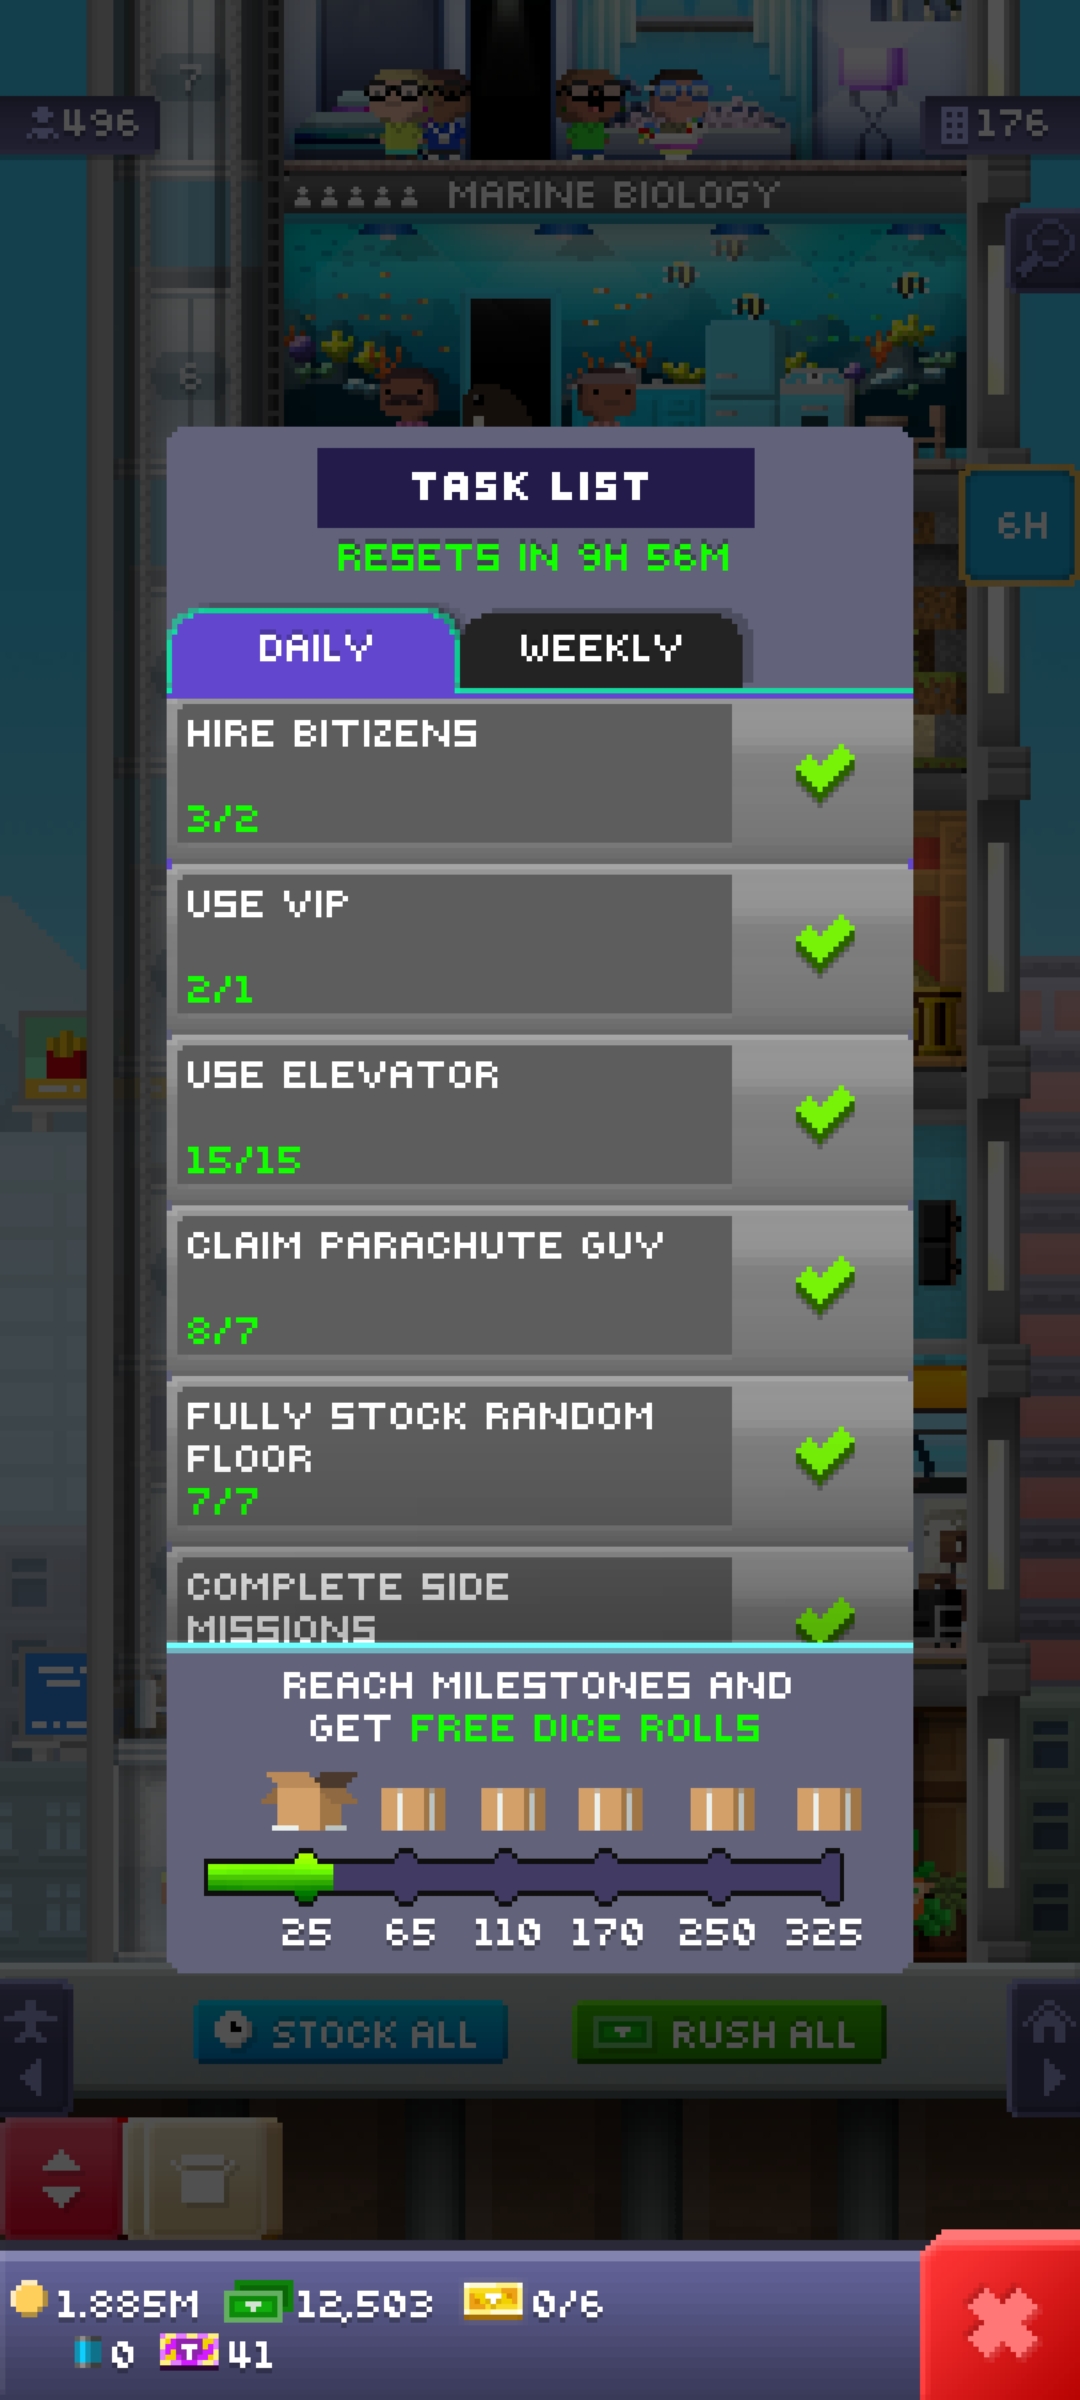 7
496
176
MARINE BIOLOGY
6
TASK LIST
6H
RESETS IN 9H 56M
DAILY
WEEKLY
HIRE BITIZENS
3/2
USE VIP
2/1
USE ELEVATOR
15/15
CLAIM PARACHUTE GUY
8/7
FULLY STOCK RANDOM
FLOOR
7/7
COMPLETE SIDE
MISSIONS
REACH MILESTONES AND
GET FREE DICE ROLLS
25 65 110 170 250 325
STOCK ALL
RUSH ALL
1.885M 12,503 0/6
0 41